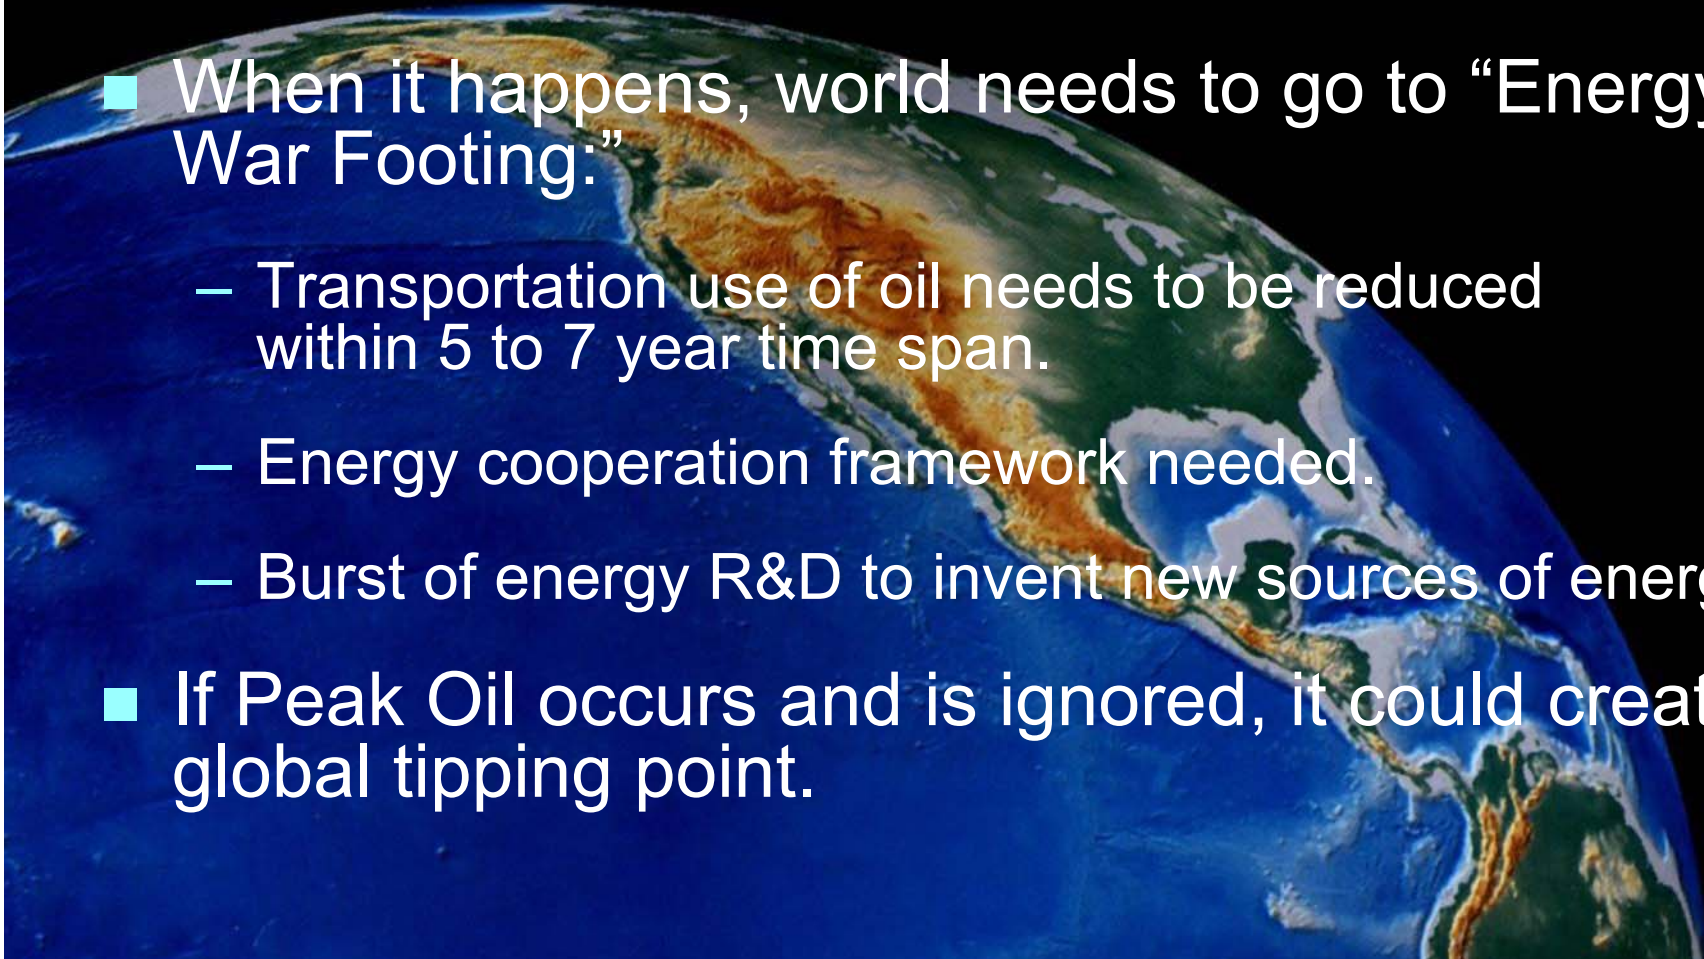 ■ When it happens, world needs to go to “Energy
War Footing:”
– Transportation use of oil needs to be reduced
within 5 to 7 year time span.
– Energy cooperation framework needed.
– Burst of energy R&D to invent new sources of
■ If Peak Oil occurs and is ignored, it could
global tipping point.